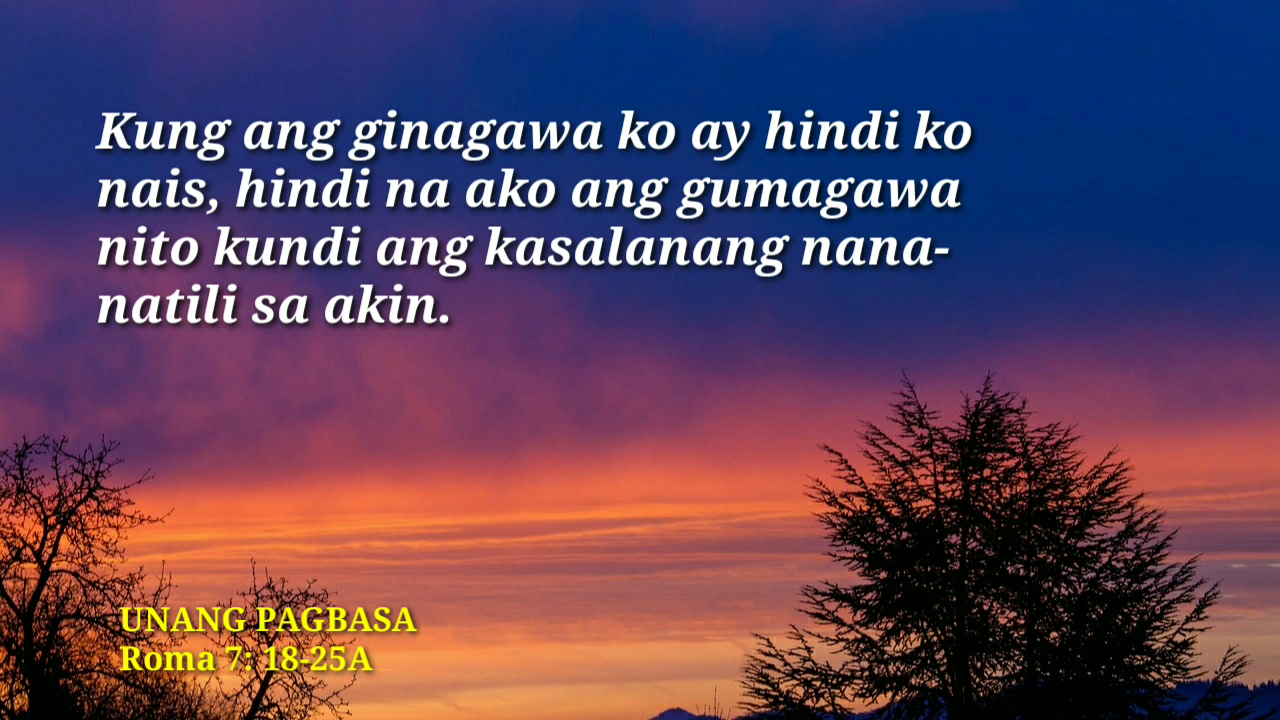 Kung ang ginagawa ko ay hindi ko
nais, hindi na ako ang gumagawa
nito kundi ang kasalanang nana-
natili sa akin.
UNANG PAGBASA
Roma 7: 18-25A